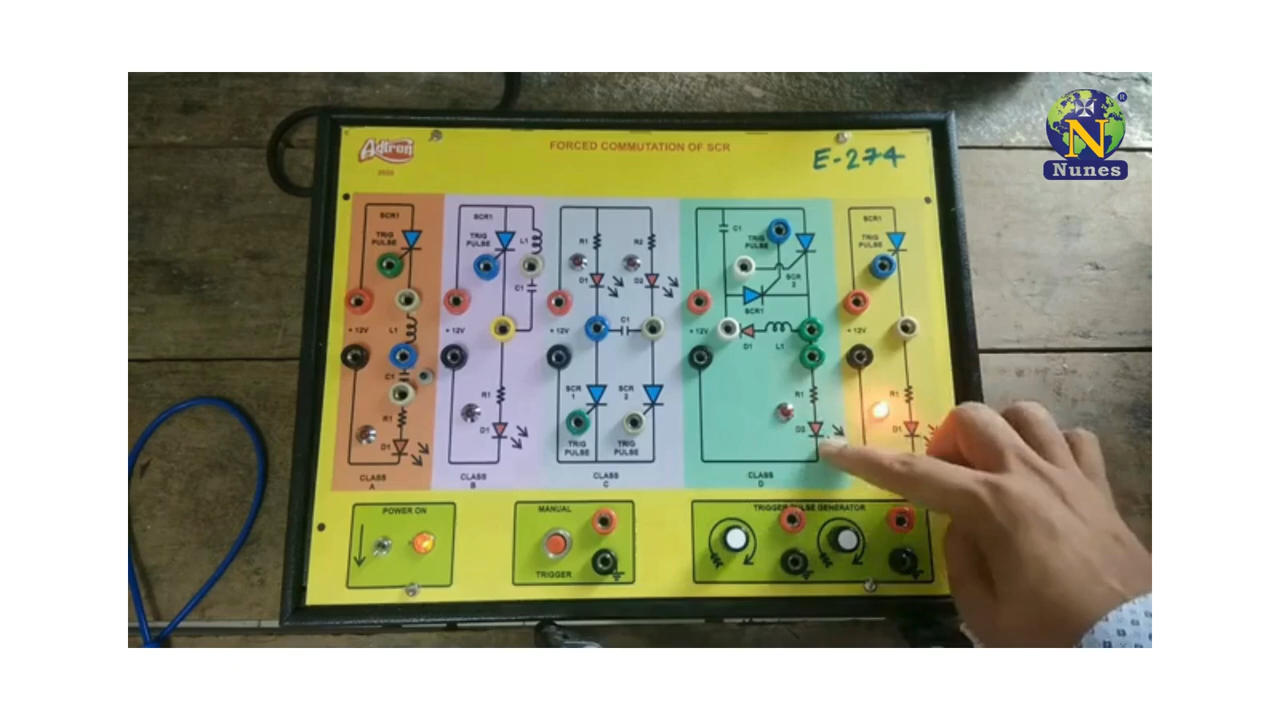 Adtron
FORCED COMMUTATION OF SCR
E-274
N
®
Nunes
SCR1
TRIG
PULSE
+ 12V
L1
C1
R1
D1
CLASS
A
SCR1
TRIG
PULSE
L1
C1
+ 12V
R1
D1
CLASS
B
R1
R2
D1
D2
C1
+ 12V
SCR
1
SCR
2
TRIG
PULSE
TRIG
PULSE
CLASS
C
C1
TRIG
PULSE
SCR
2
SCR1
+ 12V
D1
L1
R1
CLASS
D
SCR1
TRIG
PULSE
+ 12V
R1
D1
POWER ON
MANUAL
TRIGGER
TRIGGER PULSE GENERATOR